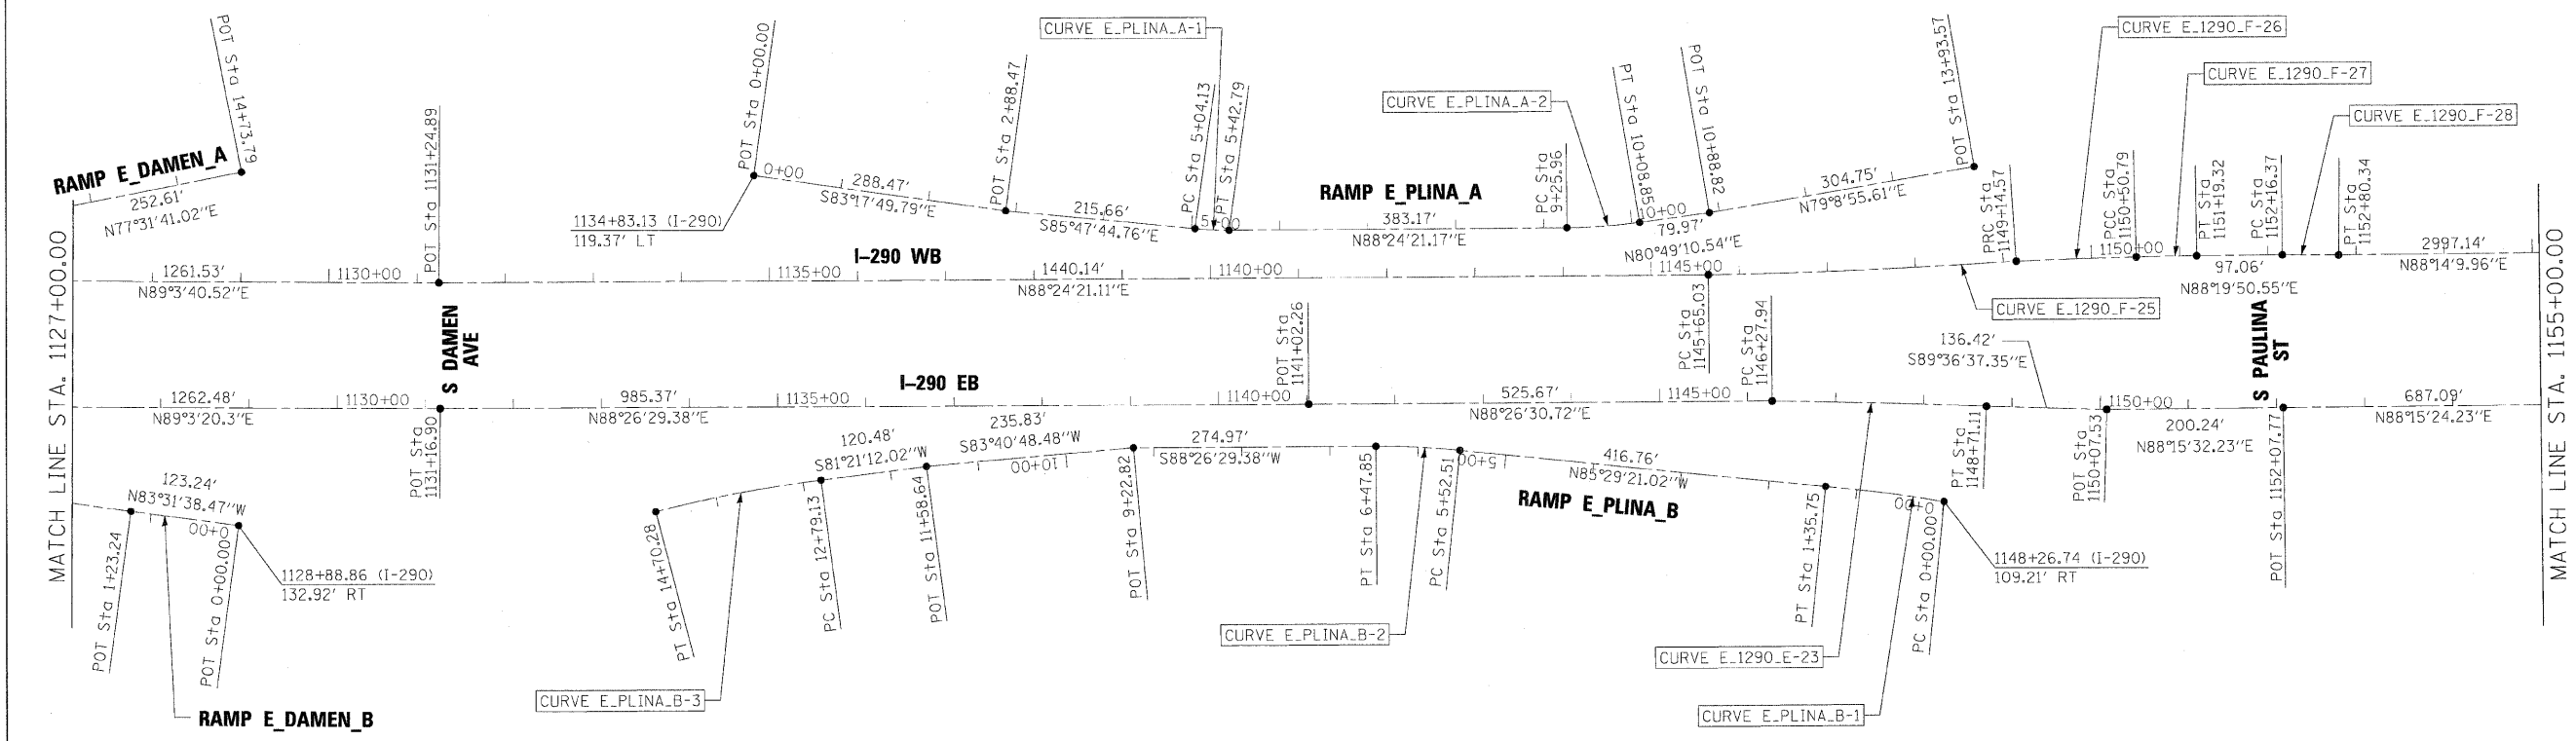 MATCH LINE STA. 1127+00.00
RAMP E_DAMEN_A
252.61'
N77°31'41.02"E
POT Sta 14+73.79
1261.53'
N89°3'40.52"E
1130+00
POT Sta 1131+24.89
S DAMEN
AVE
POT Sta 0+00.00
0+00
1134+83.13 (I-290)
119.37' LT
288.47'
S83°17'49.79"E
POT Sta 2+88.47
215.66'
S85°47'44.76"E
CURVE E_PLINA_A-1
PC Sta 5+04.13
5+00
PT Sta 5+42.79
RAMP E_PLINA_A
383.17'
N88°24'21.17"E
CURVE E_PLINA_A-2
PC Sta
9+25.96
PT Sta 10+08.85
10+00
79.97'
N80°49'10.54"E
POT Sta 10+88.82
304.75'
N79°8'55.61"E
POT Sta 13+93.57
I-290 WB
1135+00
1440.14'
N88°24'21.11"E
1140+00
1145+00
PC Sta
1145+65.03
PRC Sta
1149+14.57
CURVE E_1290_F-25
CURVE E_1290_F-26
CURVE E_1290_F-27
CURVE E_1290_F-28
PCC Sta
1150+50.79
1150+00
PT Sta
1151+19.32
97.06'
N88°19'50.55"E
PC Sta
1152+16.37
PT Sta
1152+80.34
2997.14'
N88°14'9.96"E
S PAULINA
ST
MATCH LINE STA. 1155+00.00
1262.48'
N89°3'20.3"E
1130+00
POT Sta
1131+16.90
985.37'
N88°26'29.38"E
1135+00
I-290 EB
1140+00
POT Sta
1141+02.26
525.67'
N88°26'30.72"E
1145+00
PC Sta
1146+27.94
136.42'
S89°36'37.35"E
PT Sta
1148+71.11
POT Sta
1150+07.53
1150+00
200.24'
N88°15'32.23"E
POT Sta 1152+07.77
687.09'
N88°15'24.23"E
123.24'
N83°31'38.47"W
POT Sta 1+23.24
0+00
POT Sta 0+00.00
1128+88.86 (I-290)
132.92' RT
RAMP E_DAMEN_B
PT Sta 14+70.28
CURVE E_PLINA_B-3
PC Sta 12+79.13
120.48'
S81°21'12.02"W
POT Sta 11+58.64
235.83'
S83°40'48.48"W
10+00
POT Sta 9+22.82
274.97'
S88°26'29.38"W
PT Sta 6+47.85
CURVE E_PLINA_B-2
PC Sta 5+52.51
5+00
416.76'
N85°29'21.02"W
RAMP E_PLINA_B
PT Sta 1+35.75
CURVE E_1290_E-23
CURVE E_PLINA_B-1
0+00
PC Sta 0+00.00
1148+26.74 (I-290)
109.21' RT